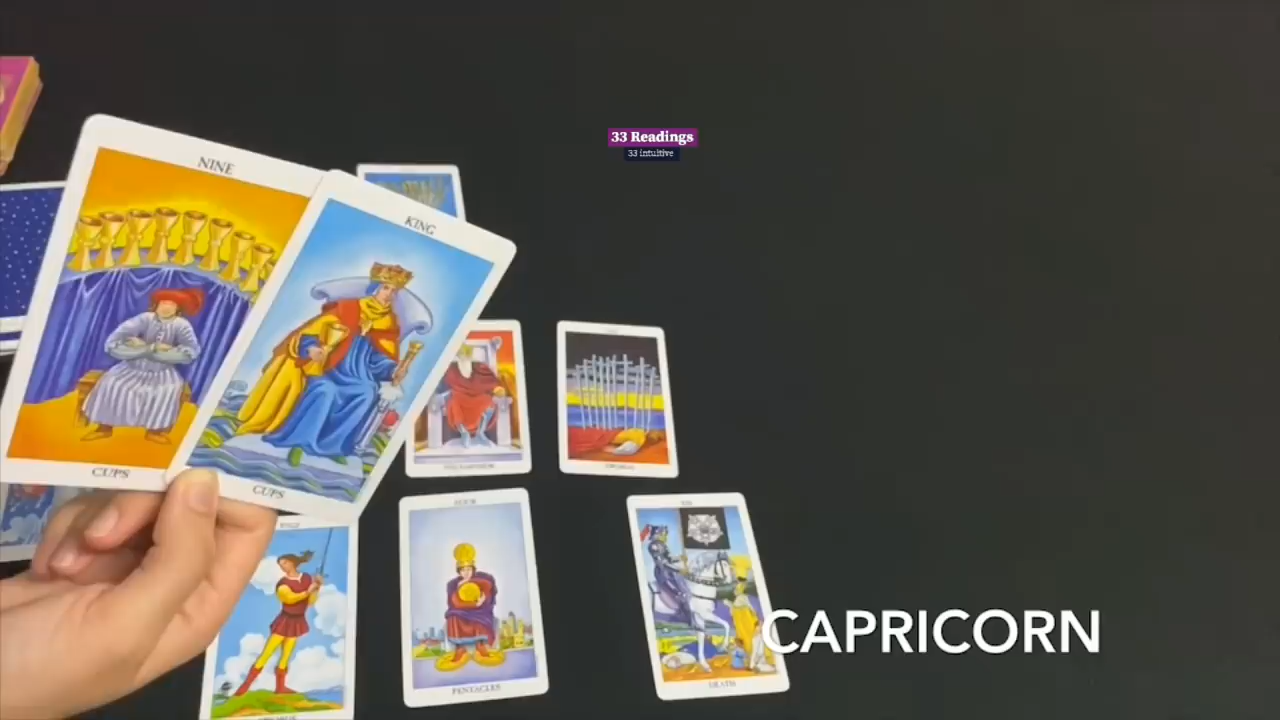 33 Readings
33 intuitive
NINE
KING
CUPS
CUPS
FOUR
PENTACLES
DEATH
CAPRICORN